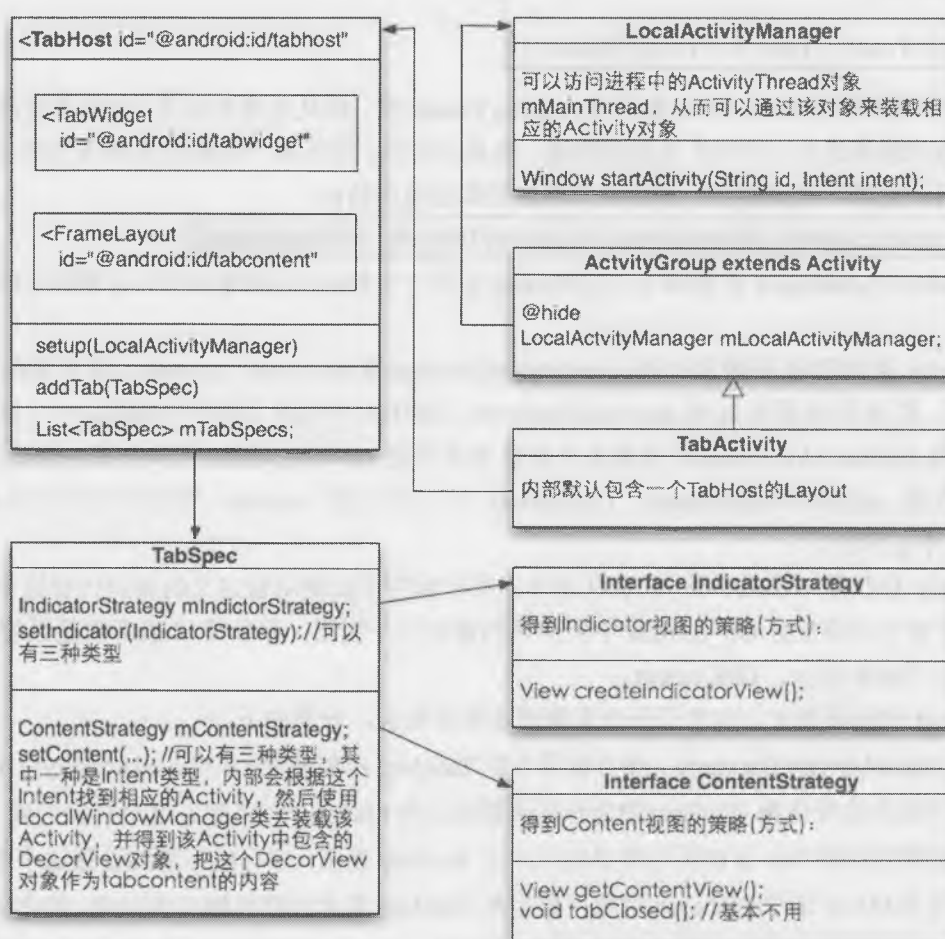 <TabHost id="@android:id/tabhost"
<TabWidget
id="@android:id/tabwidget"
<FrameLayout
id="@android:id/tabcontent"
setup(LocalActivityManager)
addTab(TabSpec)
List<TabSpec> mTabSpecs;
LocalActivityManager
可以访问进程中的ActivityThread对象
mMainThread，从而可以通过该对象来装载相
应的Activity对象
Window startActivity(String id, Intent intent);
ActvityGroup extends Activity
@hide
LocalActvityManager mLocalActivityManager;
TabActivity
内部默认包含一个TabHost的Layout
TabSpec
IndicatorStrategy mIndictorStrategy;
setIndicator(IndicatorStrategy);//可以
有三种类型
ContentStrategy mContentStrategy;
setContent(...); //可以有三种类型，其
中一种是Intent类型，内部会根据这个
Intent找到相应的Activity，然后使用
LocalWindowManager类去装载该
Activity，并得到该Activity中包含的
DecorView对象，把这个DecorView
对象作为tabcontent的内容
Interface IndicatorStrategy
得到Indicator视图的策略(方式)：
View createIndicatorView();
Interface ContentStrategy
得到Content视图的策略(方式)：
View getContentView();
void tabClosed(); //基本不用